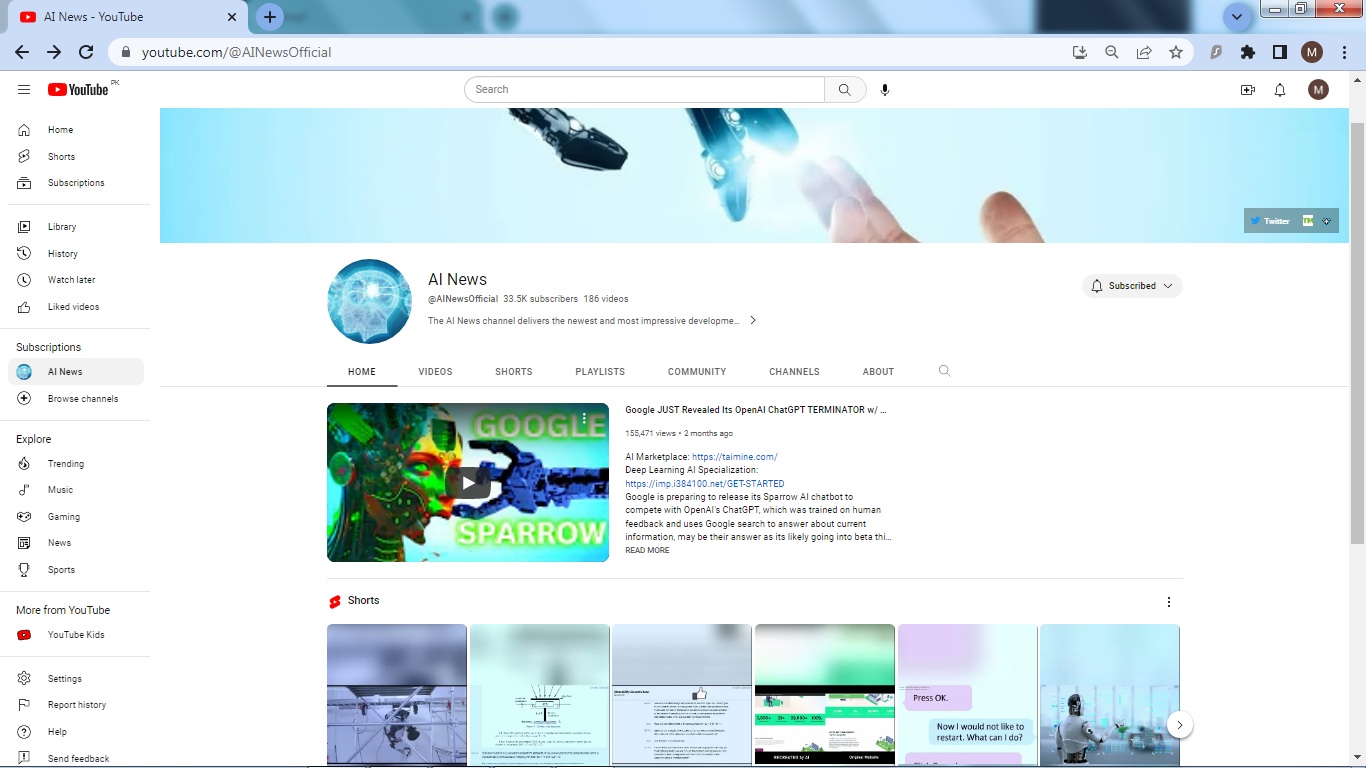 AI News - YouTube
youtube.com/@AINewsOfficial
M
YouTube PK
Search
M
Home
Shorts
Subscriptions
Library
History
Watch later
Liked videos
Subscriptions
AI News
Browse channels
Explore
Trending
Music
Gaming
News
Sports
More from YouTube
YouTube Kids
Settings
Report history
Help
Send feedback
Twitter
TM
AI News
@AINewsOfficial 33.5K subscribers 186 videos
Subscribed
The AI News channel delivers the newest and most impressive developme...
HOME VIDEOS SHORTS PLAYLISTS COMMUNITY CHANNELS ABOUT
GOOGLE
SPARROW
Google JUST Revealed Its OpenAI ChatGPT TERMINATOR w/ ...
155,471 views • 2 months ago
AI Marketplace: https://taimine.com/
Deep Learning AI Specialization:
https://imp.i384100.net/GET-STARTED
Google is preparing to release its Sparrow AI chatbot to
compete with OpenAI's ChatGPT, which was trained on human
feedback and uses Google search to answer about current
information, may be their answer as its likely going into beta thi...
READ MORE
Shorts
RECREATED by AI
Original Website
Press OK.
Now I would not like to
restart. What can I do?